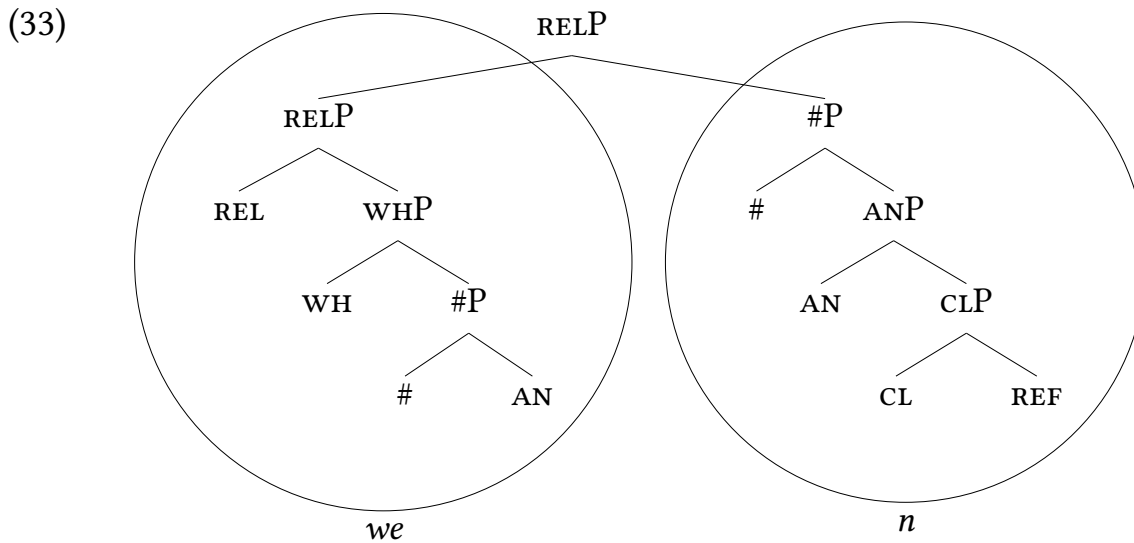 (33)
RELP
RELP #P
REL WHP # ANP
WH #P AN CLP
# AN CL REF
we n